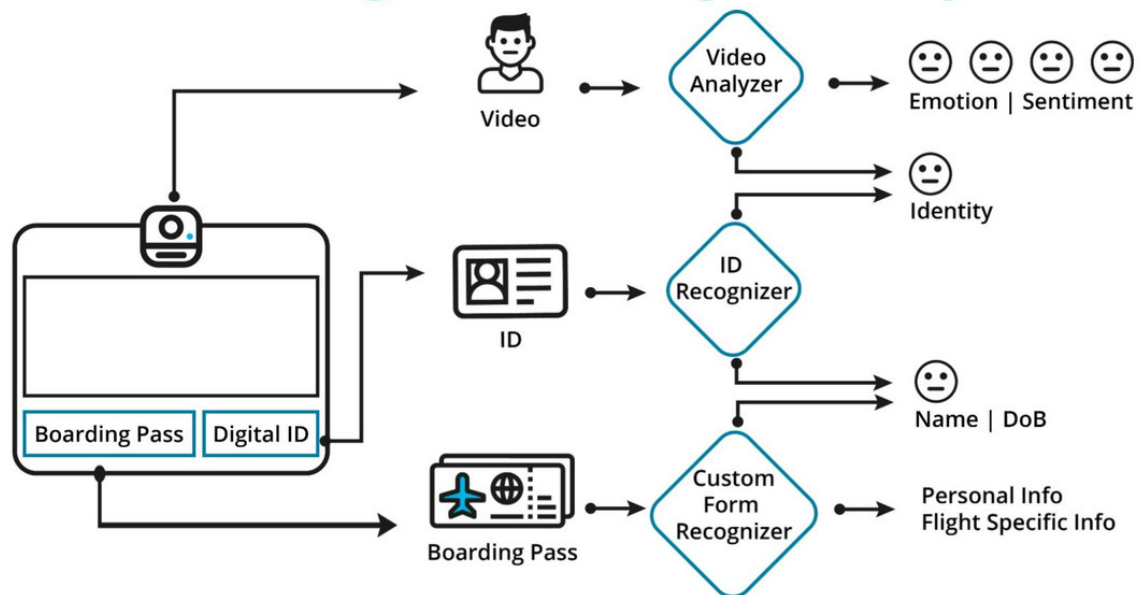 Video
Video
Analyzer
Emotion | Sentiment
Identity
ID
ID
Recognizer
Boarding Pass
Digital ID
Name | DoB
Boarding Pass
Custom
Form
Recognizer
Personal Info
Flight Specific Info